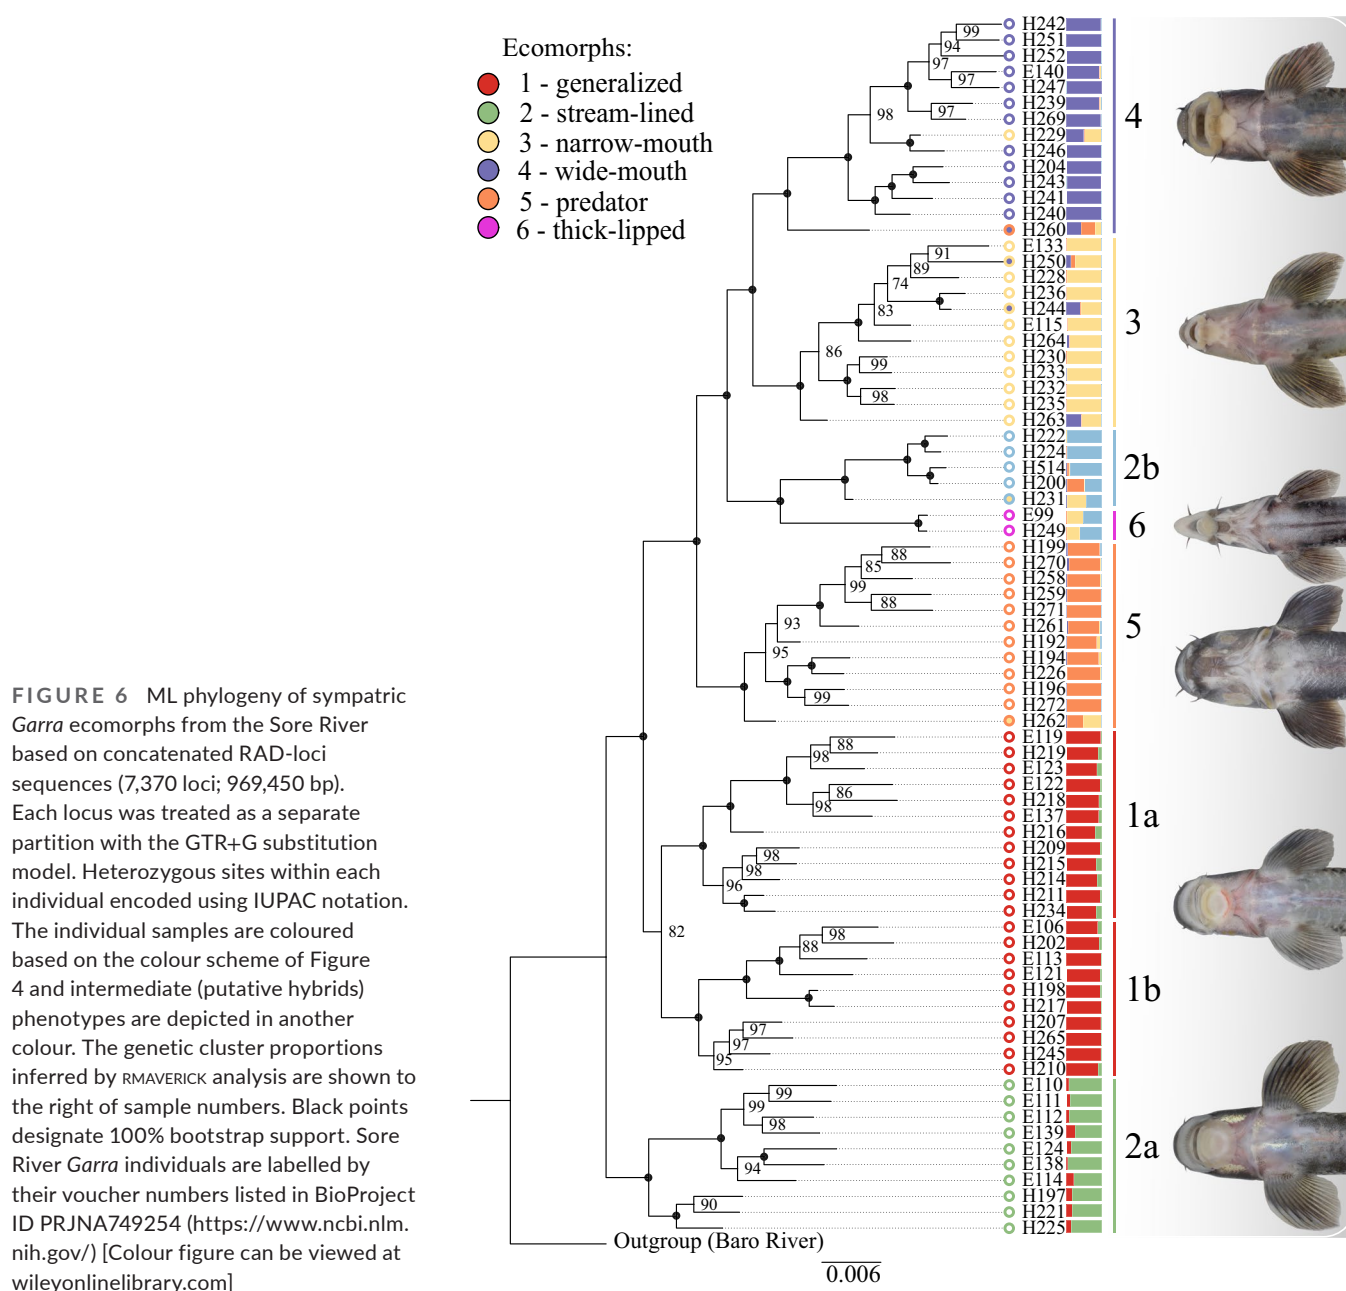 Ecomorphs:
1 - generalized
2 - stream-lined
3 - narrow-mouth
4 - wide-mouth
5 - predator
6 - thick-lipped
FIGURE 6 ML phylogeny of sympatric
Garra ecomorphs from the Sore River
based on concatenated RAD-loci
sequences (7,370 loci; 969,450 bp).
Each locus was treated as a separate
partition with the GTR+G substitution
model. Heterozygous sites within each
individual encoded using IUPAC notation.
The individual samples are coloured
based on the colour scheme of Figure
4 and intermediate (putative hybrids)
phenotypes are depicted in another
colour. The genetic cluster proportions
inferred by RMAVERICK analysis are shown to
the right of sample numbers. Black points
designate 100% bootstrap support. Sore
River Garra individuals are labelled by
their voucher numbers listed in BioProject
ID PRJNA749254 (https://www.ncbi.nlm.
nih.gov/) [Colour figure can be viewed at
wileyonlinelibrary.com]
99 H242
94 H251
97 H252
97 E140
H247
H239
98 97 H269
H229
H246
H204
H243
H241
H240
H260
4
E133
91 H250
89 H228
74 H236
83 H244
E115
H264
86 H230
99 H233
H232
98 H235
H263
3
H222
H224
H514
H200
H231
2b
E99
H249
6
H199
88 H270
85 H258
99 H259
88 H271
93 H261
H192
95 H194
H226
H196
99 H272
H262
5
E119
88 H219
98 E123
E122
86 H218
98 E137
H216
H209
98 H215
98 H214
96 H211
H234
1a
82
E106
98 H202
88 E113
E121
H198
H217
H207
97 H265
97 H245
95 H210
1b
E110
99 E111
99 E112
98 E139
E124
94 E138
E114
H197
90 H221
H225
2a
Outgroup (Baro River)
0.006